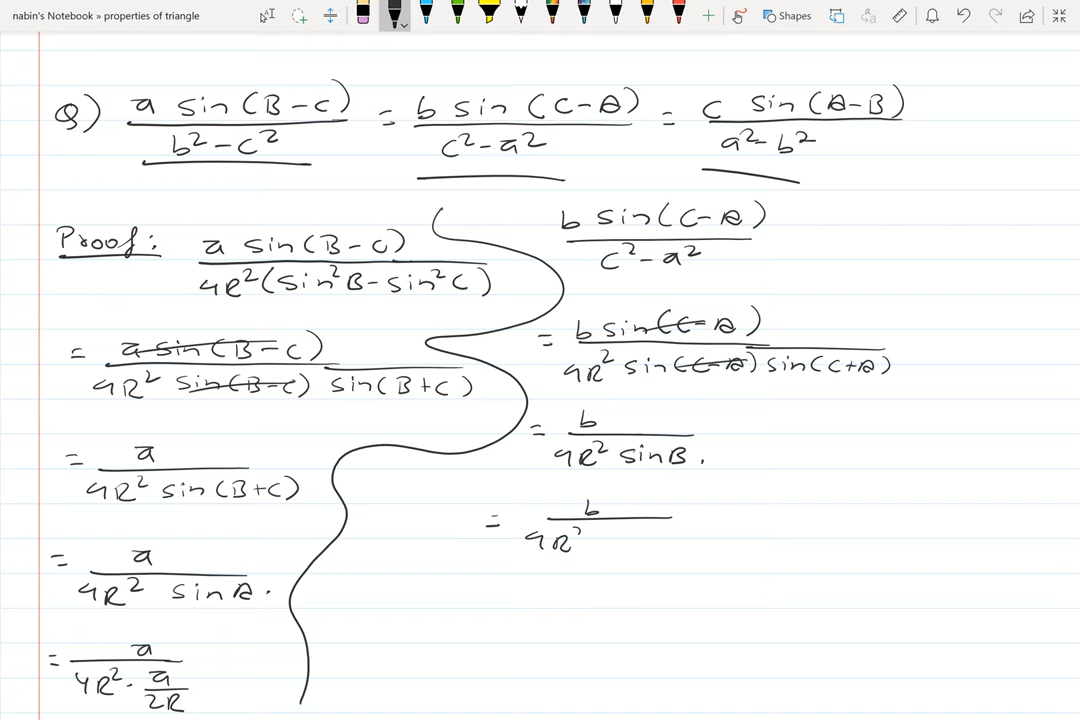 nabin's Notebook » properties of triangle
Shapes
Q) a sin(B-C) / b²-c² = b sin(C-A) / c²-a² = c sin(A-B) / a²-b²
Proof: a sin(B-C) / 4R²(sin²B-sin²C)
= a sin(B-C) / 4R² sin(B-C) sin(B+C)
= a / 4R² sin(B+C)
= a / 4R² sinA.
= a / 4R². a/2R
b sin(C-A) / c²-a²
= b sin(C-A) / 4R² sin(C-A) sin(C+A)
= b / 4R² sinB.
= b / 4R²